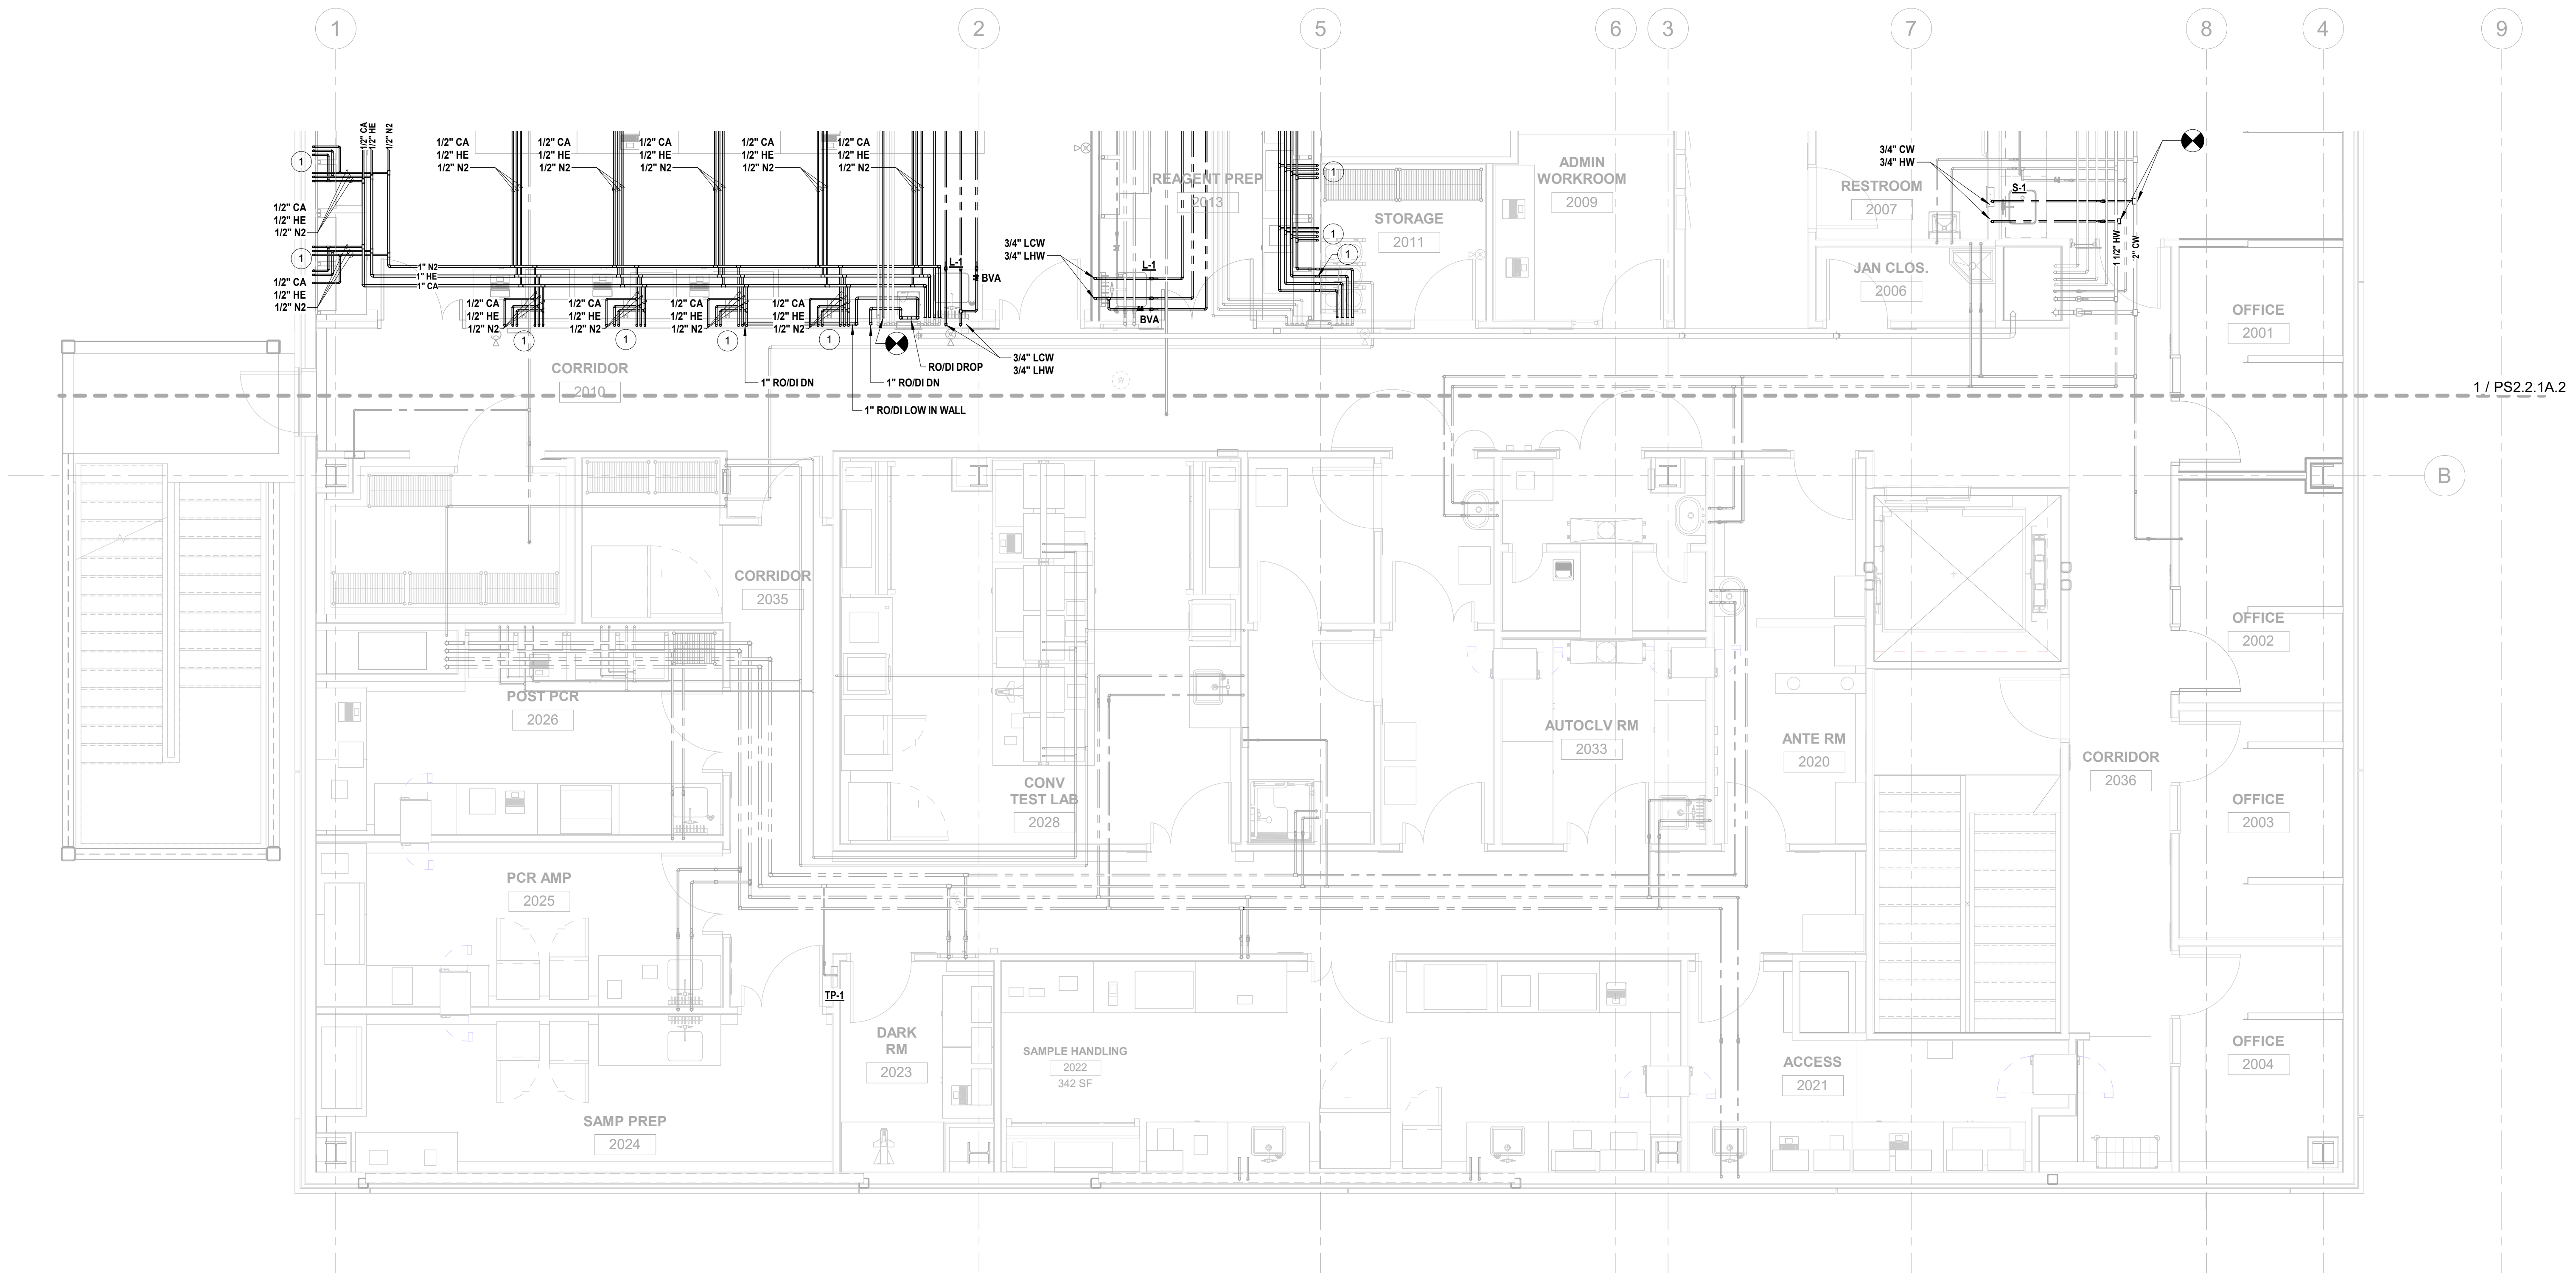 1
2
5
6
3
7
8
4
9
1/2" CA
1/2" HE
1/2" N2
1/2" CA
1/2" HE
1/2" N2
1/2" CA
1/2" HE
1/2" N2
1/2" CA
1/2" HE
1/2" N2
1/2" CA
1/2" HE
1/2" N2
1/2" CA
1/2" HE
1/2" N2
1
1/2" CA
1/2" HE
1/2" N2
1
1/2" CA
1/2" HE
1/2" N2
1" N2
1" HE
1" CA
1/2" CA
1/2" HE
1/2" N2
1
1/2" CA
1/2" HE
1/2" N2
1
1/2" CA
1/2" HE
1/2" N2
1
1/2" CA
1/2" HE
1/2" N2
1
L-1
BVA
RO/DI DROP
1" RO/DI DN
1" RO/DI DN
1" RO/DI LOW IN WALL
3/4" LCW
3/4" LHW
3/4" LCW
3/4" LHW
L-1
BVA
REAGENT PREP
2013
1
1
1
STORAGE
2011
ADMIN
WORKROOM
2009
RESTROOM
2007
JAN CLOS.
2006
3/4" CW
3/4" HW
S-1
1 1/2" HW
2" CW
OFFICE
2001
CORRIDOR
2010
1 / PS2.2.1A.2
B
CORRIDOR
2035
OFFICE
2002
POST PCR
2026
CONV
TEST LAB
2028
AUTOCLV RM
2033
ANTE RM
2020
CORRIDOR
2036
OFFICE
2003
PCR AMP
2025
TP-1
DARK
RM
2023
SAMPLE HANDLING
2022
342 SF
ACCESS
2021
OFFICE
2004
SAMP PREP
2024